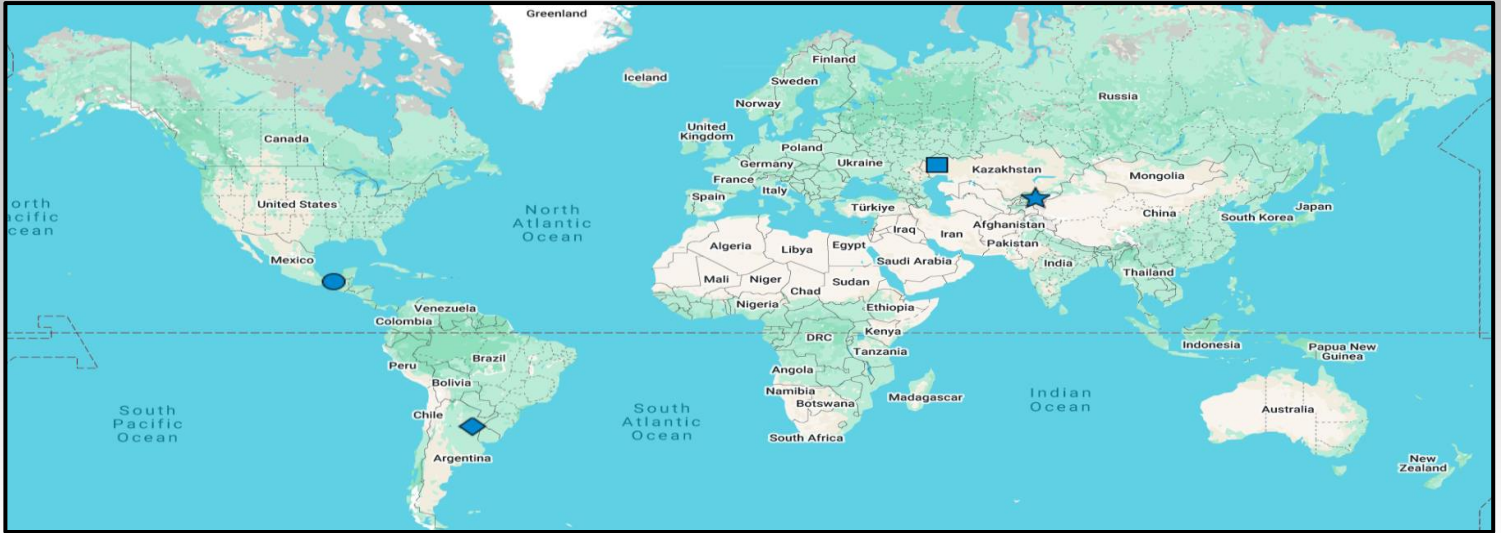 Greenland
Iceland
Finland
Sweden
Norway
Russia
Canada
United
Kingdom
Poland
Germany
Ukraine
Kazakhstan
Mongolia
France
Italy
Spain
United States
Türkiye
North
Atlantic
Ocean
orth
acific
cean
China
South Korea
Japan
Afghanistan
Iraq
Iran
Pakistan
Algeria
Libya
Egypt
Saudi Arabia
India
Mexico
Mali
Niger
Chad
Sudan
Thailand
Nigeria
Ethiopia
Venezuela
Colombia
DRC
Kenya
Tanzania
Indonesia
Papua New
Guinea
Brazil
Peru
Bolivia
Angola
Namibia
Botswana
Madagascar
Indian
Ocean
Australia
South
Pacific
Ocean
Chile
South
Atlantic
Ocean
South Africa
Argentina
New
Zealand